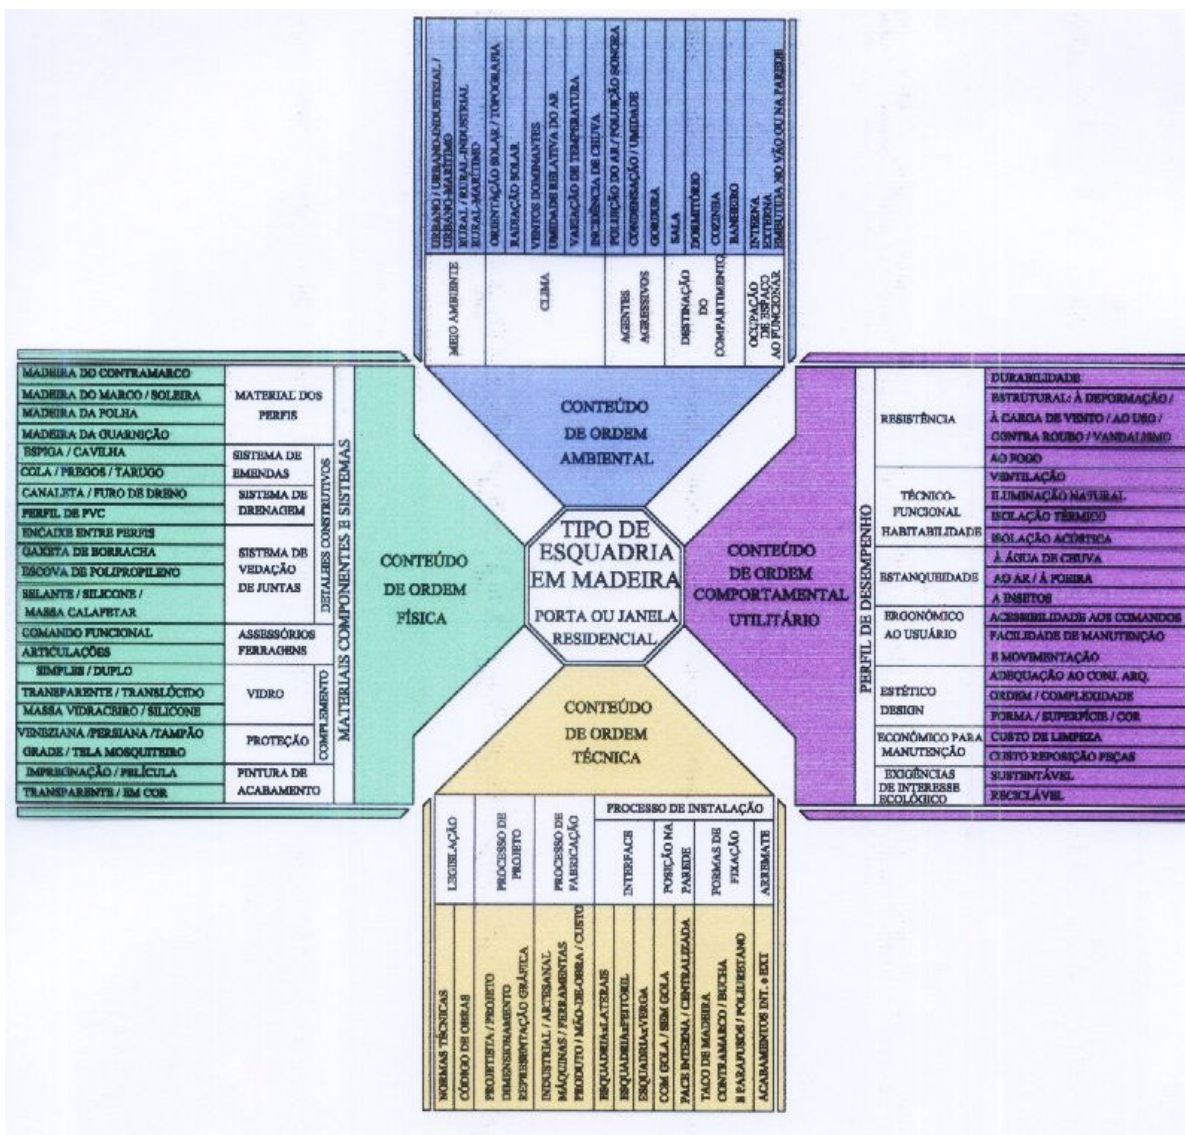 URBANO / URBANO-INDUSTRIAL /
URBANO-MARÍTIMO
RURAL / RURAL-INDUSTRIAL
RURAL-MARÍTIMO
ORIENTAÇÃO SOLAR / TOPOGRAFIA
RADIAÇÃO SOLAR
VENTOS DOMINANTES
UMIDADE RELATIVA DO AR
VARIAÇÃO DE TEMPERATURA
INCIDÊNCIA DE CHUVA
POLUIÇÃO DO AR / POLUIÇÃO SONORA
CONDENSAÇÃO / UMIDADE
GORDURA
SALA
DORMITÓRIO
COZINHA
BANHEIRO
INTERNA
EXTERNA
EMBUTIDA NO VÃO OU NA PAREDE
MEIO AMBIENTE
CLIMA
AGENTES
AGRESSIVOS
DESTINAÇÃO
DO
COMPARTIMENTO
OCUPAÇÃO
DE ESPAÇO
AO FUNCIONAR
CONTEÚDO
DE ORDEM
AMBIENTAL
MADEIRA DO CONTRAMARCO
MADEIRA DO MARCO / SOLEIRA
MADEIRA DA FOLHA
MADEIRA DA GUARNIÇÃO
ESPIGA / CAVILHA
COLA / PREGOS / TARUGO
CANALETA / FURO DE DRENO
PERFIL DE PVC
ENCAIXE ENTRE PERFIS
GAXETA DE BORRACHA
ESCOVA DE POLIPROPILENO
SELANTE / SILICONE /
MASSA CALAFETAR
COMANDO FUNCIONAL
ARTICULAÇÕES
SIMPLES / DUPLO
TRANSPARENTE / TRANSLÚCIDO
MASSA VIDRACEIRO / SILICONE
VENEZIANA /PERSIANA /TAMPÃO
GRADE / TELA MOSQUITEIRO
IMPREGNAÇÃO / PELÍCULA
TRANSPARENTE / EM COR
MATERIAL DOS
PERFIS
SISTEMA DE
EMENDAS
SISTEMA DE
DRENAGEM
SISTEMA DE
VEDAÇÃO
DE JUNTAS
ASSESSÓRIOS
FERRAGENS
VIDRO
PROTEÇÃO
PINTURA DE
ACABAMENTO
DETALHES CONSTRUTIVOS
COMPLEMENTO
MATERIAIS COMPONENTES E SISTEMAS
CONTEÚDO
DE ORDEM
FÍSICA
TIPO DE
ESQUADRIA
EM MADEIRA
PORTA OU JANELA
RESIDENCIAL
CONTEÚDO
DE ORDEM
COMPORTAMENTAL
UTILITÁRIO
PERFIL DE DESEMPENHO
RESISTÊNCIA
TÉCNICO-
FUNCIONAL
HABITABILIDADE
ESTANQUEIDADE
ERGONÔMICO
AO USUÁRIO
ESTÉTICO
DESIGN
ECONÔMICO PARA
MANUTENÇÃO
EXIGÊNCIAS
DE INTERESSE
ECOLÓGICO
DURABILIDADE
ESTRUTURAL: À DEFORMAÇÃO /
À CARGA DE VENTO / AO USO /
CONTRA ROUBO / VANDALISMO
AO FOGO
VENTILAÇÃO
ILUMINAÇÃO NATURAL
ISOLAÇÃO TÉRMICO
ISOLAÇÃO ACÚSTICA
À ÁGUA DE CHUVA
AO AR / À POEIRA
A INSETOS
ACESSIBILIDADE AOS COMANDOS
FACILIDADE DE MANUTENÇÃO
E MOVIMENTAÇÃO
ADEQUAÇÃO AO CONJ. ARQ.
ORDEM / COMPLEXIDADE
FORMA / SUPERFÍCIE / COR
CUSTO DE LIMPEZA
CUSTO REPOSIÇÃO PEÇAS
SUSTENTÁVEL
RECICLÁVEL
CONTEÚDO
DE ORDEM
TÉCNICA
PROCESSO DE INSTALAÇÃO
LEGISLAÇÃO
PROCESSO DE
PROJETO
PROCESSO DE
FABRICAÇÃO
INTERFACE
POSIÇÃO NA
PAREDE
FORMAS DE
FIXAÇÃO
ARREMATE
NORMAS TÉCNICAS
CÓDIGO DE OBRAS
PROJETISTA / PROJETO
DIMENSIONAMENTO
REPRESENTAÇÃO GRÁFICA
INDUSTRIAL / ARTESANAL
MÁQUINAS / FERRAMENTAS
PRODUTO / MÃO-DE-OBRA / CUSTO
ESQUADRIAxLATERAIS
ESQUADRIAxPEITORIL
ESQUADRIAxVERGA
COM GOLA / SEM GOLA
FACE INTERNA / CENTRALIZADA
TACO DE MADEIRA
CONTRAMARCO / BUCHA
E PARAFUSOS / POLIURETANO
ACABAMENTOS INT. e EXT